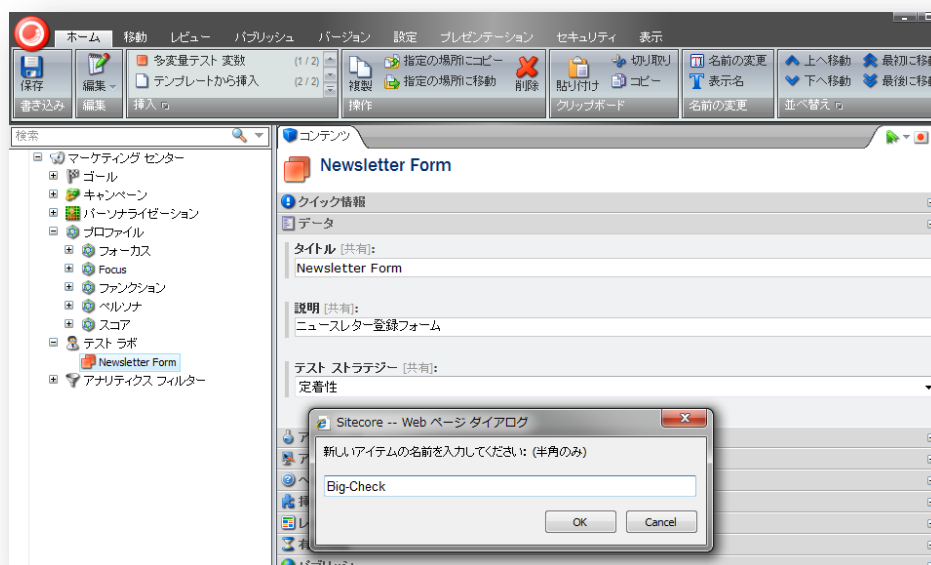 ホーム 移動 レビュー パブリッシュ バージョン 設定 プレゼンテーション セキュリティ 表示
保存 編集 多変量テスト 変数 (1/2) 複製 指定の場所にコピー 削除 貼り付け 切り取り 名前の変更 上へ移動 最初に移
テンプレートから挿入 (2/2) 指定の場所に移動 コピー 表示名 下へ移動 最後に移
書き込み 編集 挿入 操作 クリップボード 名前の変更 並べ替え
検索
マーケティング センター
ゴール
キャンペーン
パーソナライゼーション
プロファイル
フォーカス
Focus
ファンクション
ペルソナ
スコア
テスト ラボ
Newsletter Form
アナリティクス フィルター
コンテンツ
Newsletter Form
クイック情報
データ
タイトル [共有]:
Newsletter Form
説明 [共有]:
ニュースレター登録フォーム
テスト ストラテジー [共有]:
定着性
Sitecore -- Web ページ ダイアログ
新しいアイテムの名前を入力してください: (半角のみ)
Big-Check
OK Cancel